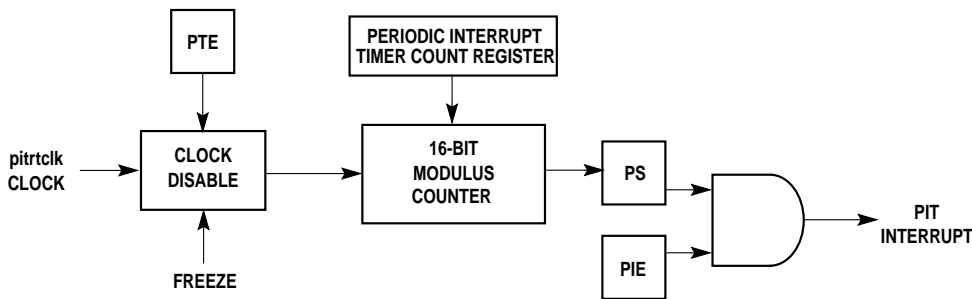 PTE
PERIODIC INTERRUPT
TIMER COUNT REGISTER
pitrtclk
CLOCK
CLOCK
DISABLE
16-BIT
MODULUS
COUNTER
PS
PIE
PIT
INTERRUPT
FREEZE